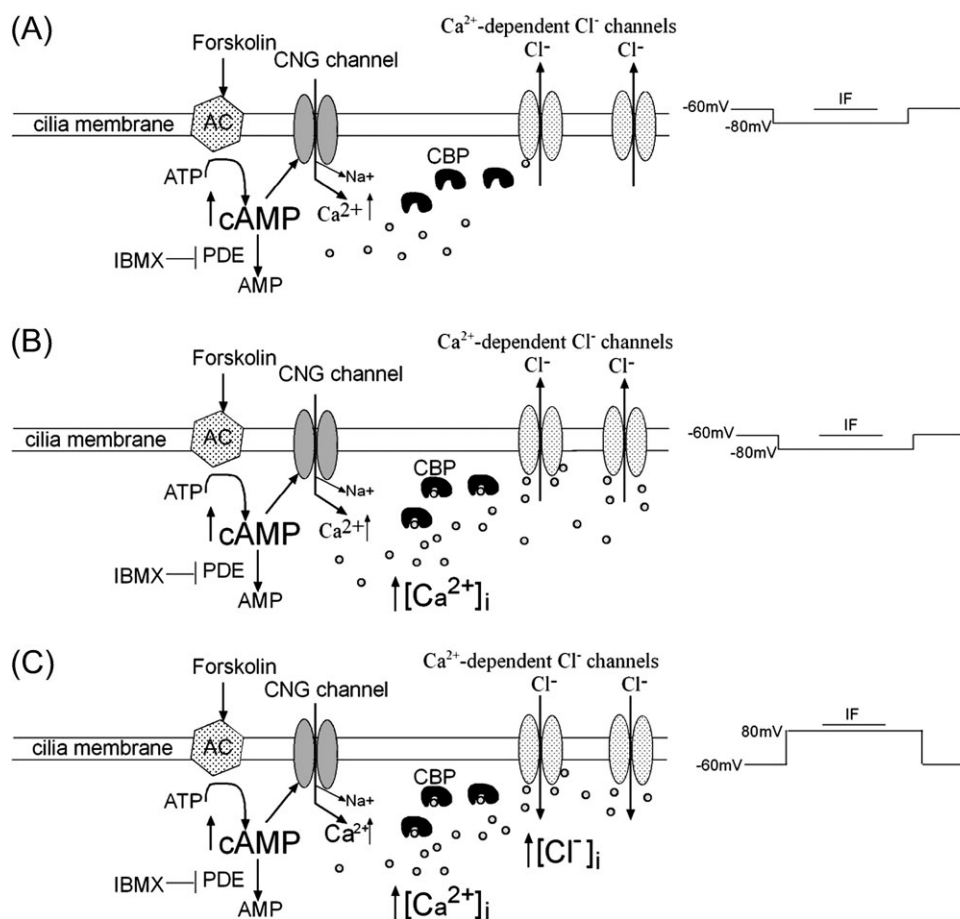 (A)
Forskolin
CNG channel
Ca²⁺-dependent Cl⁻ channels
Cl⁻ Cl⁻
cilia membrane
AC
-60mV
IF
-80mV
ATP
CBP
Na+
Ca²⁺
cAMP
IBMX
PDE
AMP
(B)
Forskolin
CNG channel
Ca²⁺-dependent Cl⁻ channels
Cl⁻ Cl⁻
cilia membrane
AC
-60mV
IF
-80mV
ATP
CBP
Na+
Ca²⁺
cAMP
IBMX
PDE
AMP
[Ca²⁺]i
(C)
Forskolin
CNG channel
Ca²⁺-dependent Cl⁻ channels
Cl⁻ Cl⁻
cilia membrane
AC
80mV
IF
-60mV
ATP
CBP
Na+
Ca²⁺
cAMP
[Cl⁻]i
IBMX
PDE
AMP
[Ca²⁺]i